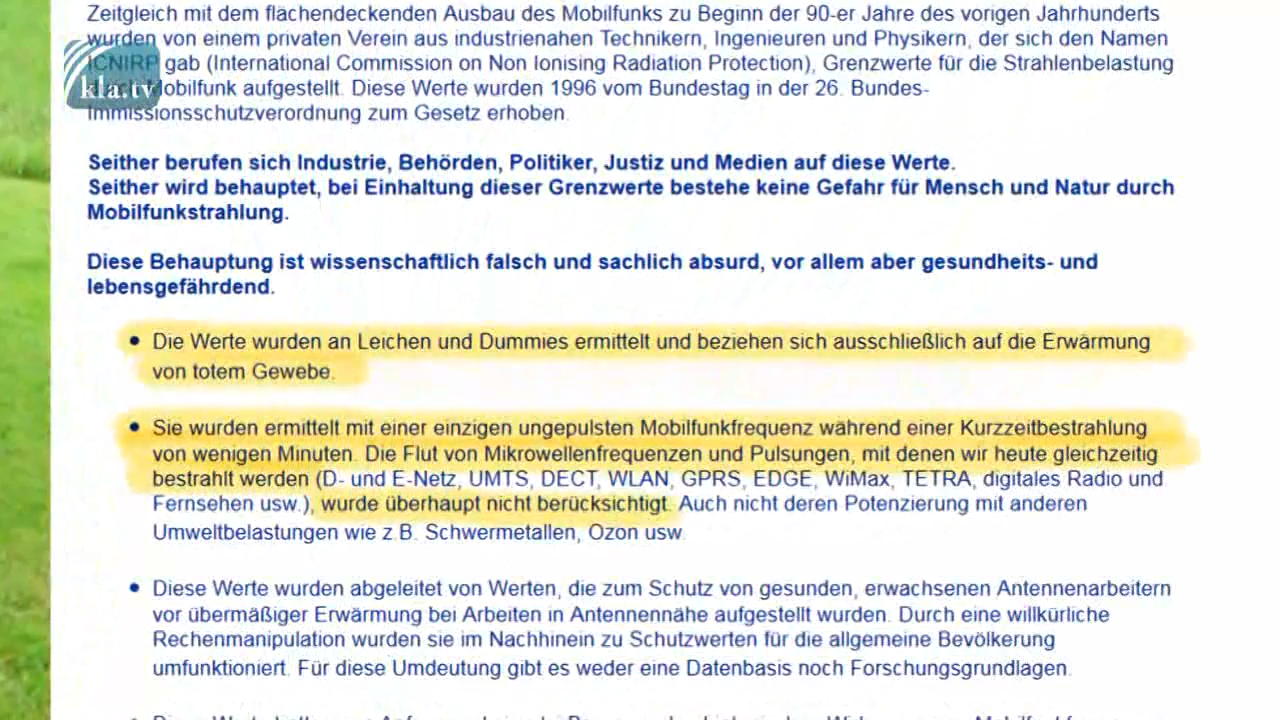 Zeitgleich mit dem flächendeckenden Ausbau des Mobilfunks zu Beginn der 90-er Jahre des vorigen Jahrhunderts
wurden von einem privaten Verein aus industrienahen Technikern, Ingenieuren und Physikern, der sich den Namen
ICNIRP gab (International Commission on Non Ionising Radiation Protection), Grenzwerte für die Strahlenbelastung
kla.tv
obilfunk aufgestellt. Diese Werte wurden 1996 vom Bundestag in der 26. Bundes-
Immissionsschutzverordnung zum Gesetz erhoben.
Seither berufen sich Industrie, Behörden, Politiker, Justiz und Medien auf diese Werte.
Seither wird behauptet, bei Einhaltung dieser Grenzwerte bestehe keine Gefahr für Mensch und Natur durch
Mobilfunkstrahlung.
Diese Behauptung ist wissenschaftlich falsch und sachlich absurd, vor allem aber gesundheits- und
lebensgefährdend.
• Die Werte wurden an Leichen und Dummies ermittelt und beziehen sich ausschließlich auf die Erwärmung
von totem Gewebe.
• Sie wurden ermittelt mit einer einzigen ungepulsten Mobilfunkfrequenz während einer Kurzzeitbestrahlung
von wenigen Minuten. Die Flut von Mikrowellenfrequenzen und Pulsungen, mit denen wir heute gleichzeitig
bestrahlt werden (D- und E-Netz, UMTS, DECT, WLAN, GPRS, EDGE, WiMax, TETRA, digitales Radio und
Fernsehen usw.), wurde überhaupt nicht berücksichtigt. Auch nicht deren Potenzierung mit anderen
Umweltbelastungen wie z.B. Schwermetallen, Ozon usw.
• Diese Werte wurden abgeleitet von Werten, die zum Schutz von gesunden, erwachsenen Antennenarbeitern
vor übermäßiger Erwärmung bei Arbeiten in Antennennähe aufgestellt wurden. Durch eine willkürliche
Rechenmanipulation wurden sie im Nachhinein zu Schutzwerten für die allgemeine Bevölkerung
umfunktioniert. Für diese Umdeutung gibt es weder eine Datenbasis noch Forschungsgrundlagen.